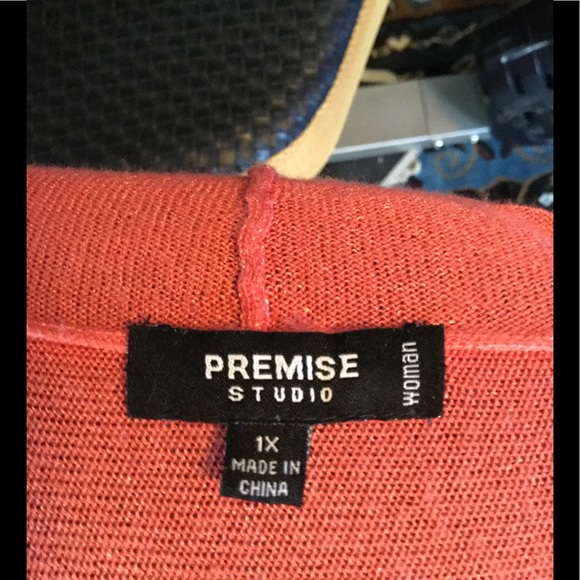 PREMISE
STUDIO
woman
1X
MADE IN
CHINA